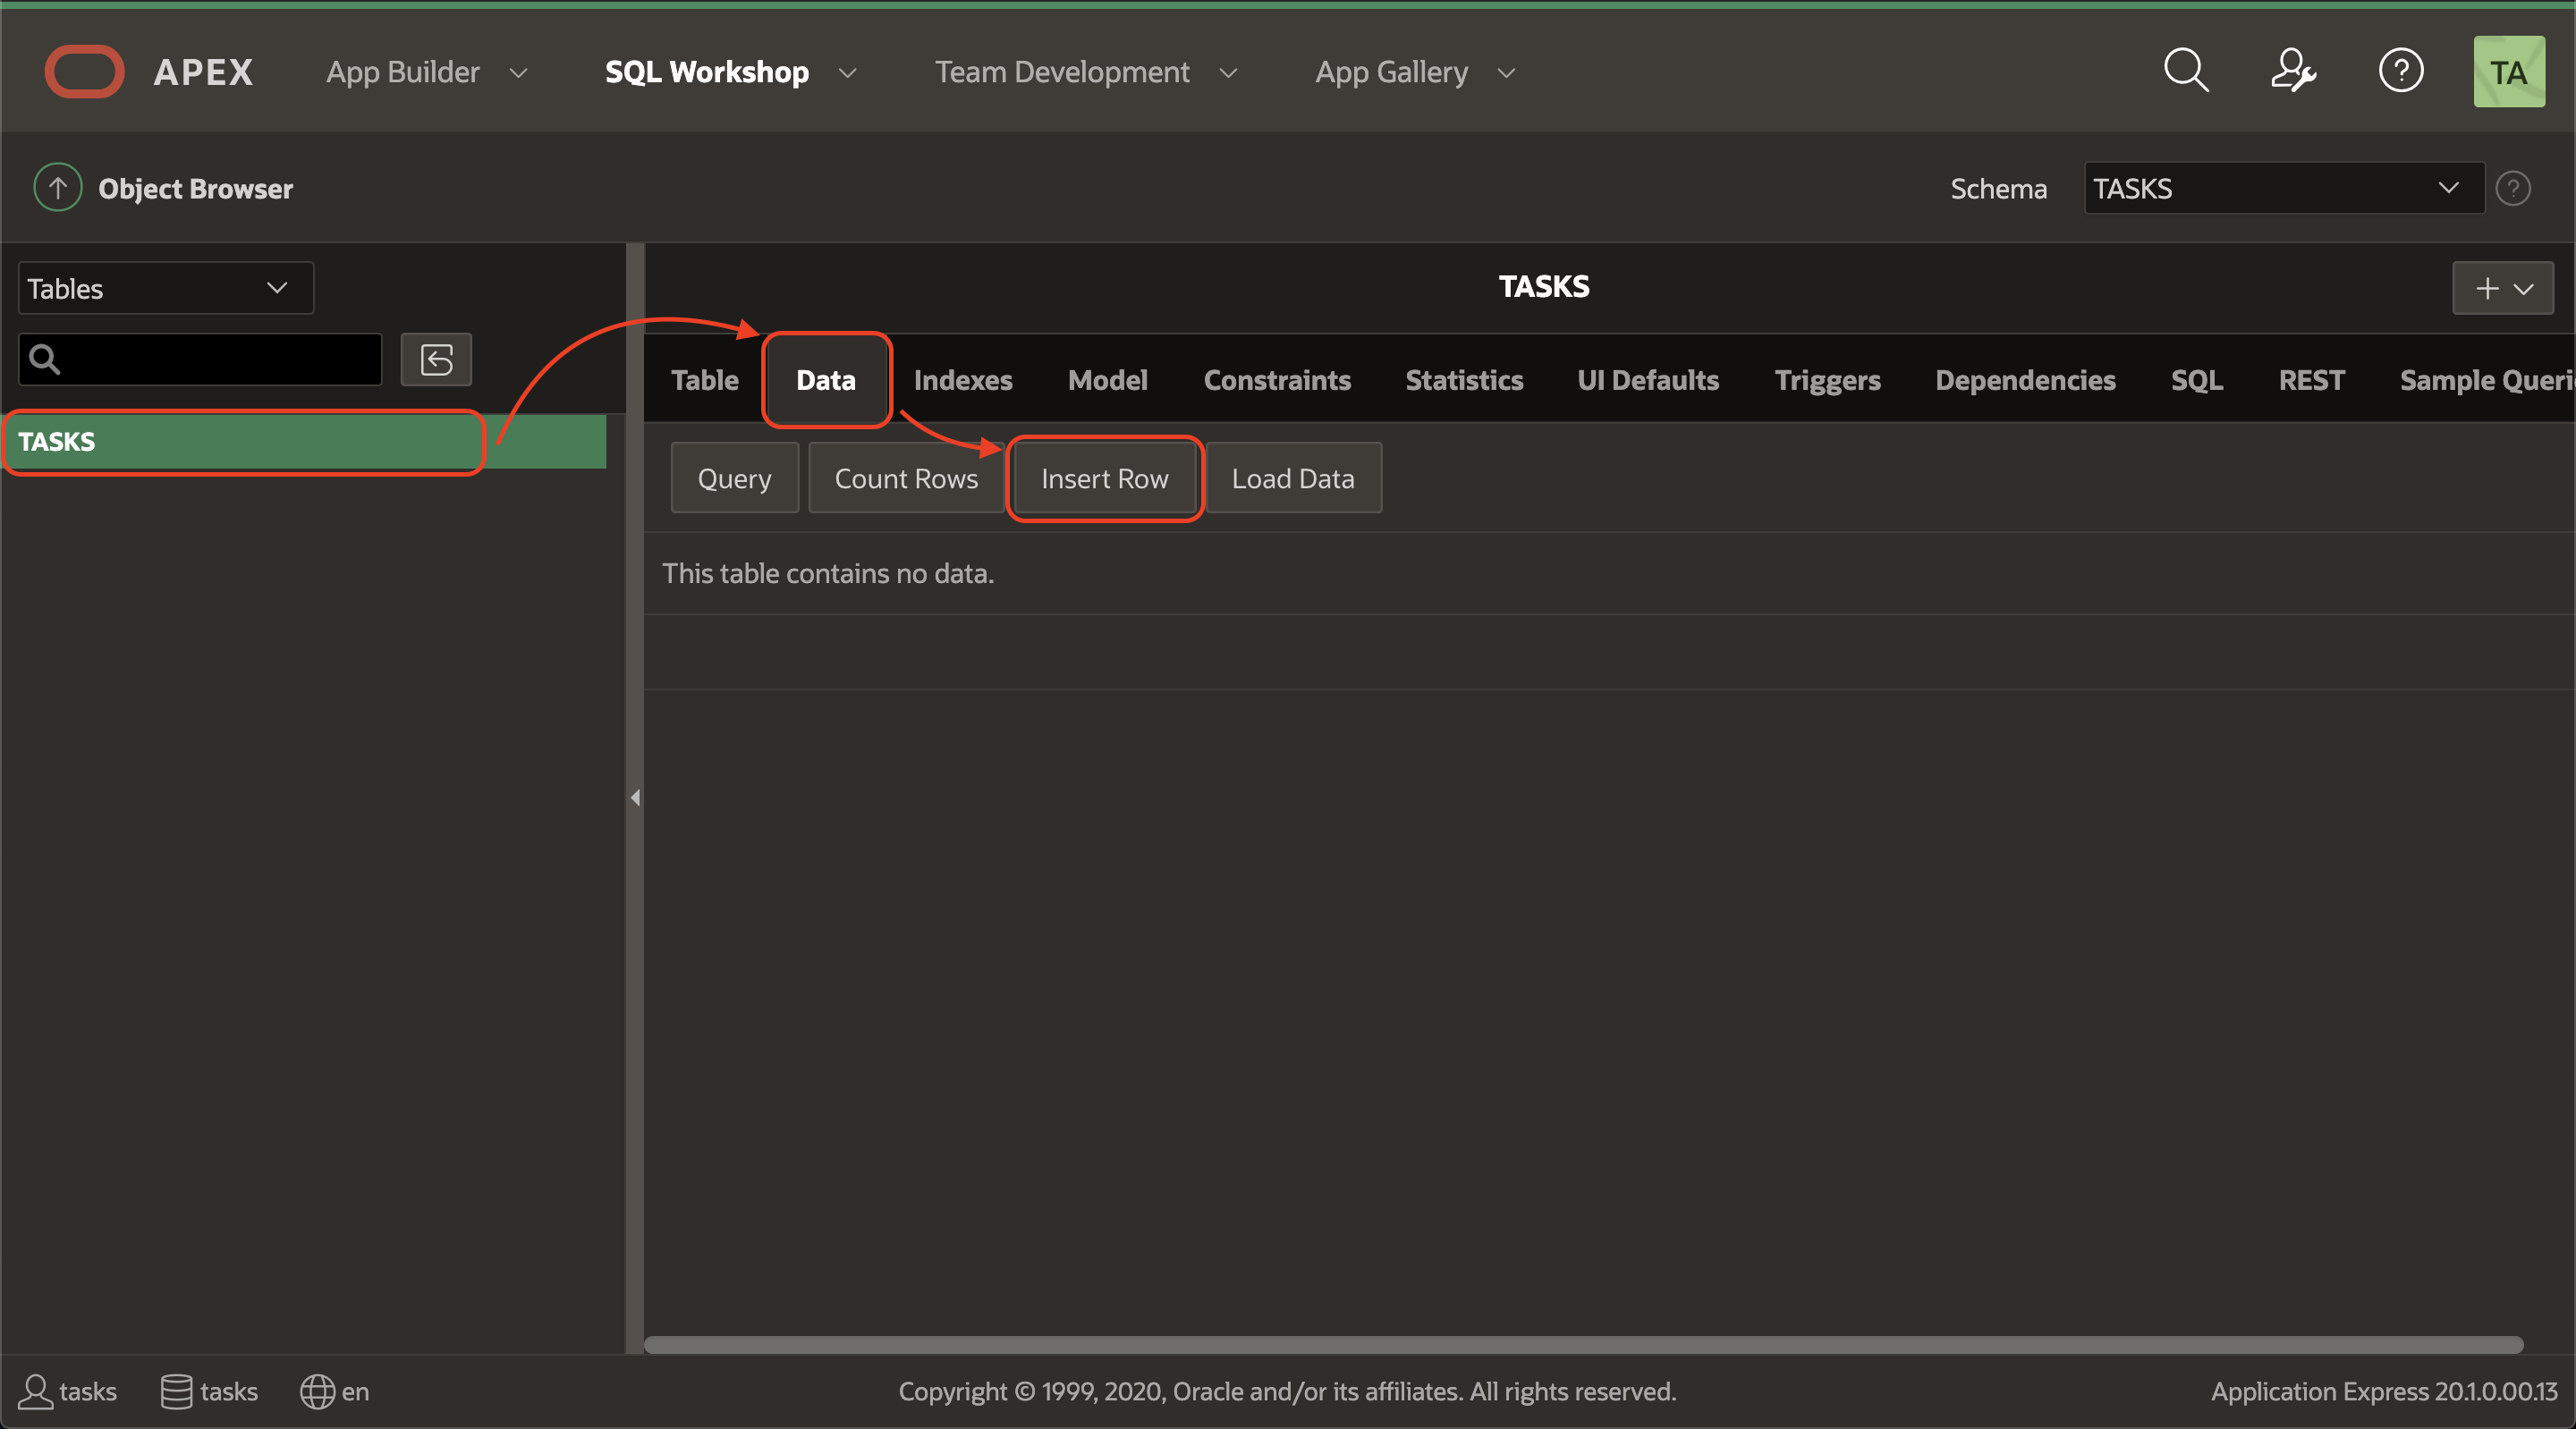 APEX App Builder SQL Workshop Team Development App Gallery TA
Object Browser Schema TASKS
Tables
TASKS
TASKS
Table Data Indexes Model Constraints Statistics UI Defaults Triggers Dependencies SQL REST Sample Queri
Query Count Rows Insert Row Load Data
This table contains no data.
tasks tasks en Copyright © 1999, 2020, Oracle and/or its affiliates. All rights reserved. Application Express 20.1.0.00.13